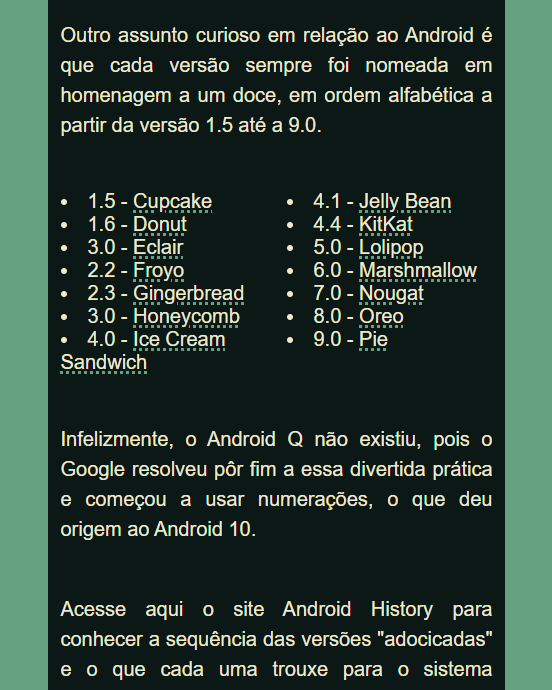 Outro assunto curioso em relação ao Android é
que cada versão sempre foi nomeada em
homenagem a um doce, em ordem alfabética a
partir da versão 1.5 até a 9.0.
• 1.5 - Cupcake
• 1.6 - Donut
• 3.0 - Eclair
• 2.2 - Froyo
• 2.3 - Gingerbread
• 3.0 - Honeycomb
• 4.0 - Ice Cream
Sandwich
• 4.1 - Jelly Bean
• 4.4 - KitKat
• 5.0 - Lolipop
• 6.0 - Marshmallow
• 7.0 - Nougat
• 8.0 - Oreo
• 9.0 - Pie
Infelizmente, o Android Q não existiu, pois o
Google resolveu pôr fim a essa divertida prática
e começou a usar numerações, o que deu
origem ao Android 10.
Acesse aqui o site Android History para
conhecer a sequência das versões "adocicadas"
e o que cada uma trouxe para o sistema